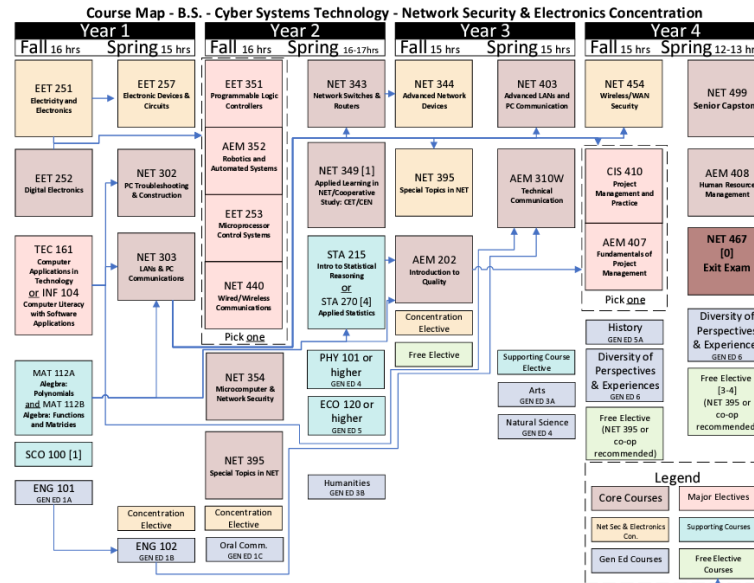 Course Map - B.S. - Cyber Systems Technology - Network Security & Electronics Concentration
Year 1
Year 2
Year 3
Year 4
Fall 16 hrs
Spring 15 hrs
Fall 16 hrs
Spring 16-17hrs
Fall 15 hrs
Spring 15 hrs
Fall 15 hrs
Spring 12-13 hr
EET 251
Electricity and
Electronics
EET 252
Digital Electronics
TEC 161
Computer
Applications in
Technology
or INF 104
Computer Literacy
with Software
Applications
MAT 112A
Alegbra:
Polynomials
and MAT 112B
Algebra: Functions
and Matricies
SCO 100 [1]
ENG 101
GEN ED 1A
EET 257
Electronic Devices &
Circuits
NET 302
PC Troubleshooting
& Construction
NET 303
LANs & PC
Communications
Concentration
Elective
ENG 102
GEN ED 1B
EET 351
Programmable Logic
Controllers
AEM 352
Robotics and
Automated Systems
EET 253
Microprocessor
Control Systems
NET 440
Wired/Wireless
Communications
Pick one
NET 354
Microcomputer &
Network Security
NET 395
Special Topics in NET
Concentration
Elective
Oral Comm.
GEN ED 1C
NET 343
Network Switches &
Routers
NET 349 [1]
Applied Learning in
NET/Cooperative
Study: CET/CEN
STA 215
Intro to Statistical
Reasoning
or
STA 270 [4]
Applied Statistics
PHY 101 or
higher
GEN ED 4
ECO 120 or
higher
GEN ED 5
Humanities
GEN ED 3B
NET 344
Advanced Network
Devices
NET 395
Special Topics in NET
AEM 202
Introduction to
Quality
Concentration
Elective
Free Elective
NET 403
Advanced LANs and
PC Communication
AEM 310W
Technical
Communication
Supporting Course
Elective
Arts
GEN ED 3A
Natural Science
GEN ED 4
NET 454
Wireless/WAN
Security
CIS 410
Project
Management and
Practice
AEM 407
Fundamentals of
Project
Management
Pick one
History
GEN ED 5A
Diversity of
Perspectives
& Experiences
GEN ED 6
Free Elective
(NET 395 or
co-op
recommended)
NET 499
Senior Capston
AEM 408
Human Resource
Management
NET 467
[0]
Exit Exam
Diversity of
Perspectives
& Experiences
GEN ED 6
Free Elective
[3-4]
(NET 395 or
co-op
recommended)
Legend
Core Courses
Major Electives
Net Sec & Electronics
Con.
Supporting Courses
Gen Ed Courses
Free Elective
Courses